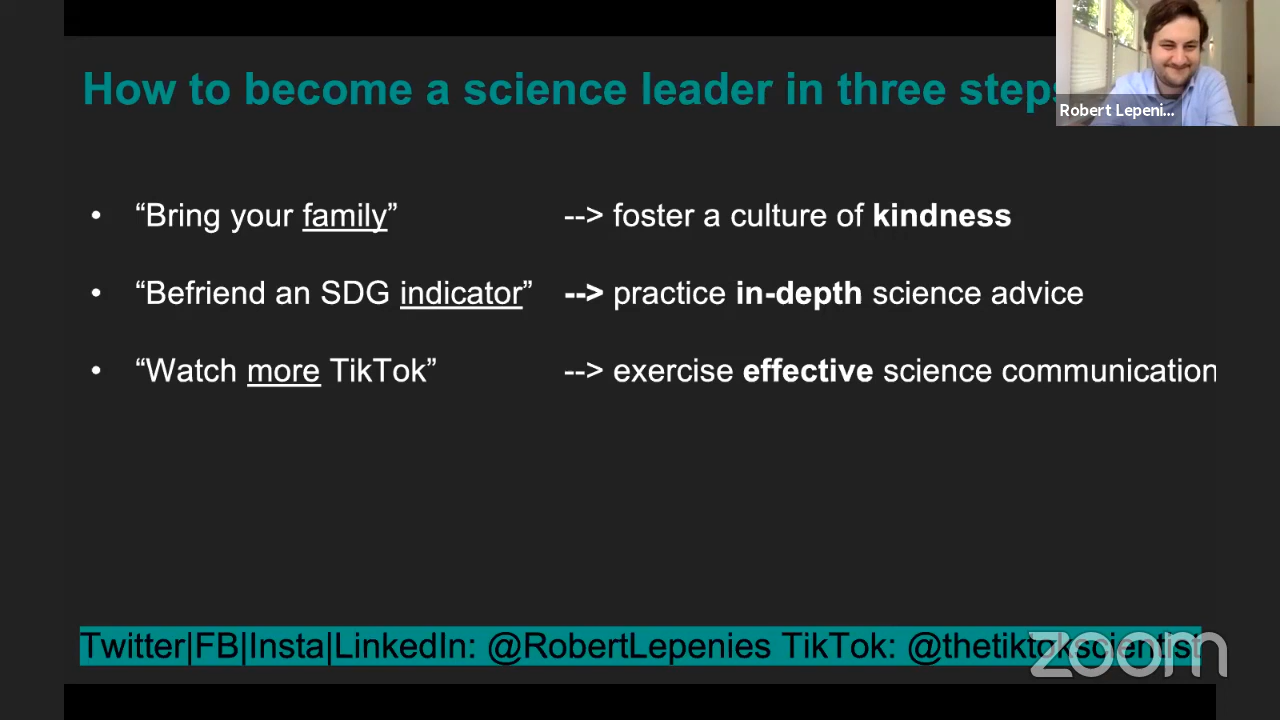 How to become a science leader in three steps
Robert Lepeni...
• “Bring your family” --> foster a culture of kindness
• “Befriend an SDG indicator” --> practice in-depth science advice
• “Watch more TikTok” --> exercise effective science communication
Twitter|FB|Insta|LinkedIn: @RobertLepenies TikTok: @thetiktokscientist
zoom